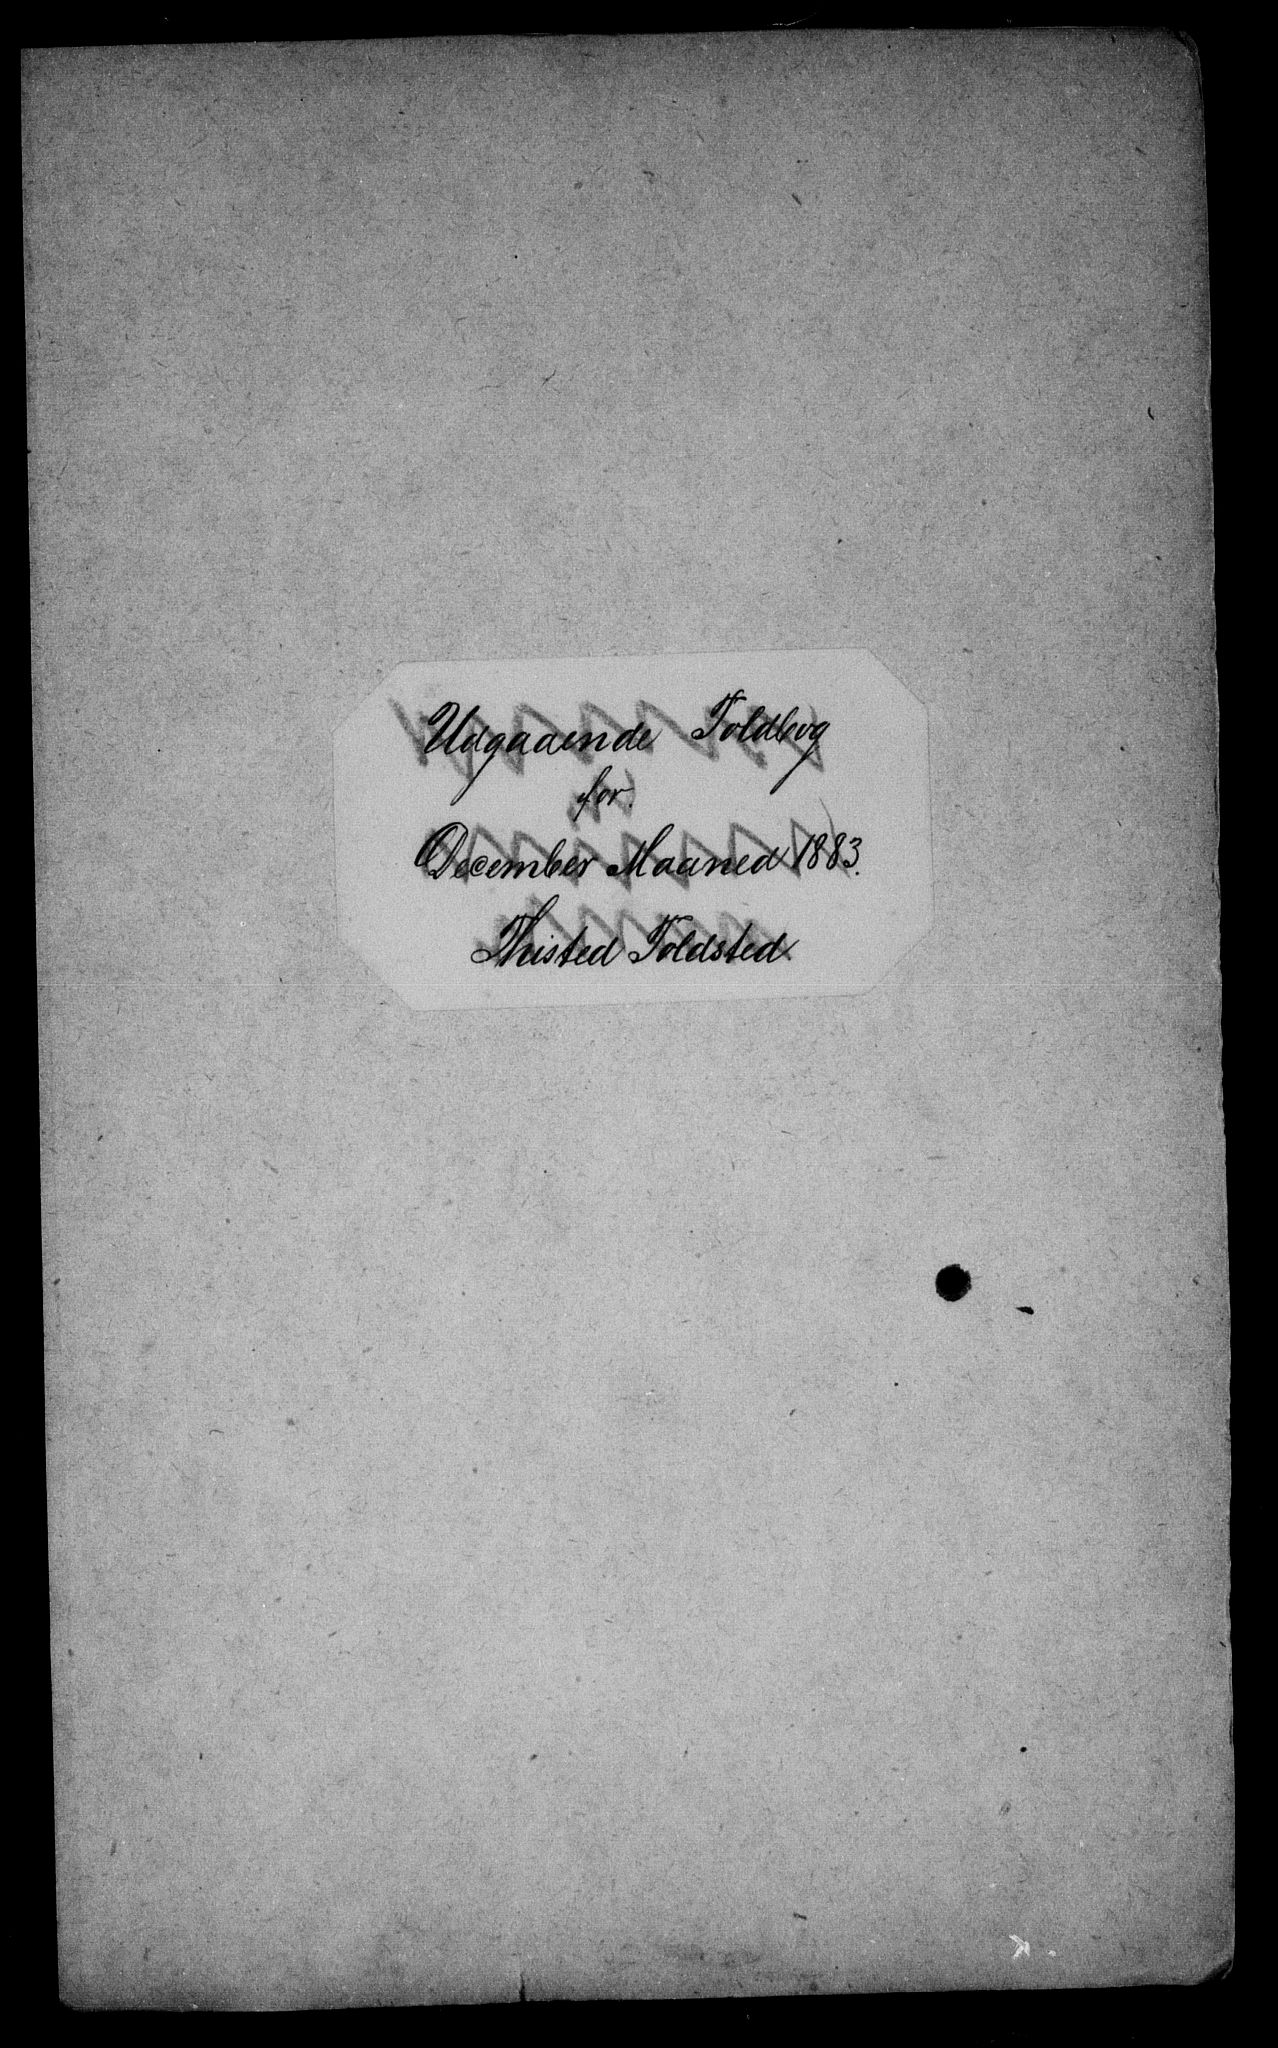 Udgaaende Toldbog
for
December Maaned 1883.
Thisted Toldsted.